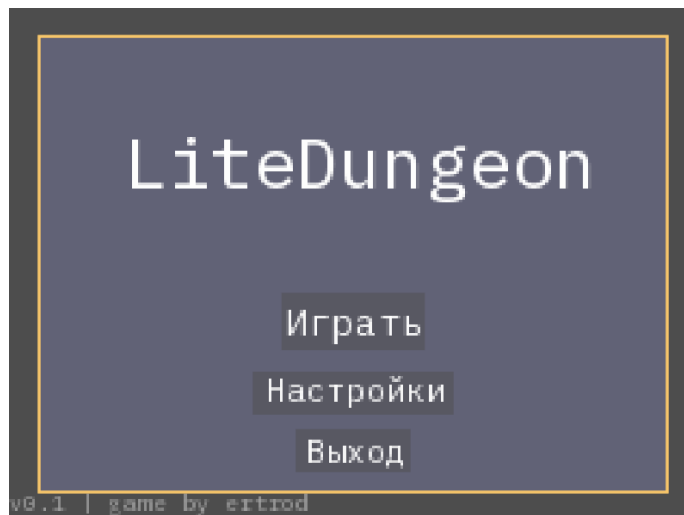 LiteDungeon
Играть
Настройки
Выход
v0.1 | game by ertrod